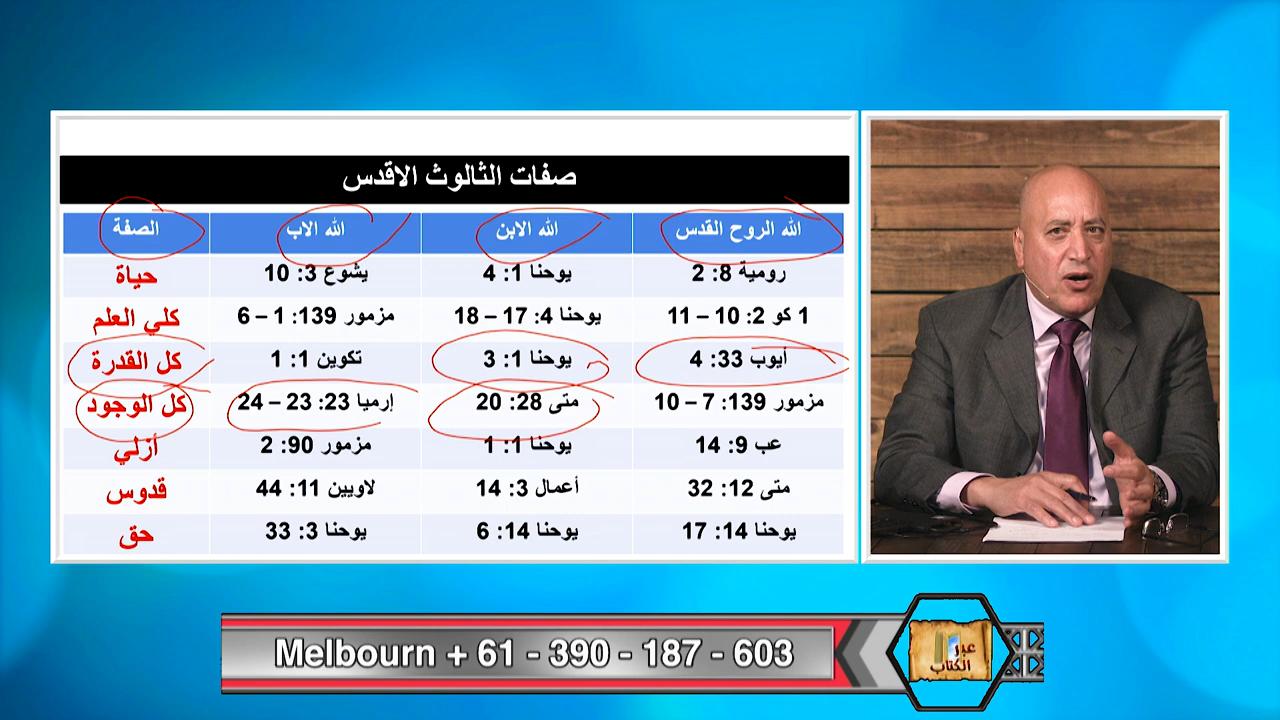 صفات الثالوث الاقدس
الصفة الله الاب الله الابن الله الروح القدس
حياة يشوع 3: 10 يوحنا 1: 4 رومية 8: 2
كلي العلم مزمور 139: 1 – 6 يوحنا 4: 17 – 18 1 كو 2: 10 – 11
كل القدرة تكوين 1: 1 يوحنا 1: 3 أيوب 33: 4
كل الوجود إرميا 23: 23 – 24 متى 28: 20 مزمور 139: 7 – 10
أزلي مزمور 90: 2 يوحنا 1: 1 عب 9: 14
قدوس لاويين 11: 44 أعمال 3: 14 متى 12: 32
حق يوحنا 3: 33 يوحنا 14: 6 يوحنا 14: 17
Melbourn + 61 - 390 - 187 - 603
عبر
الكتاب